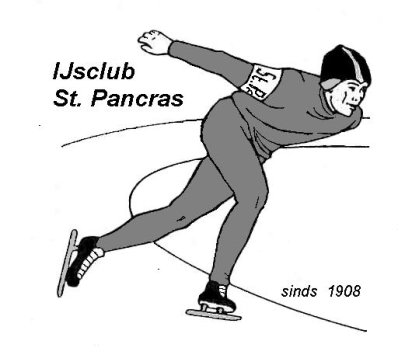 IJsclub
St. Pancras
sinds 1908